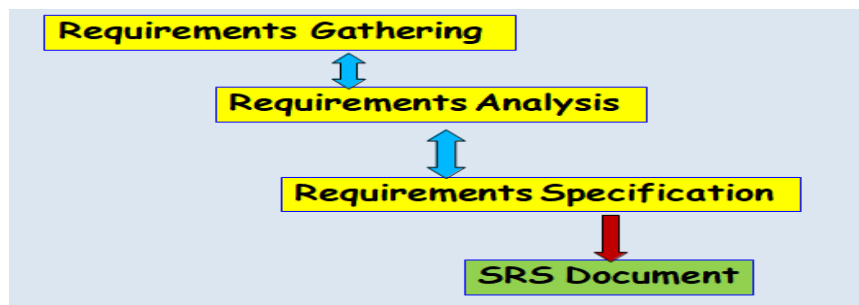 Requirements Gathering
Requirements Analysis
Requirements Specification
SRS Document